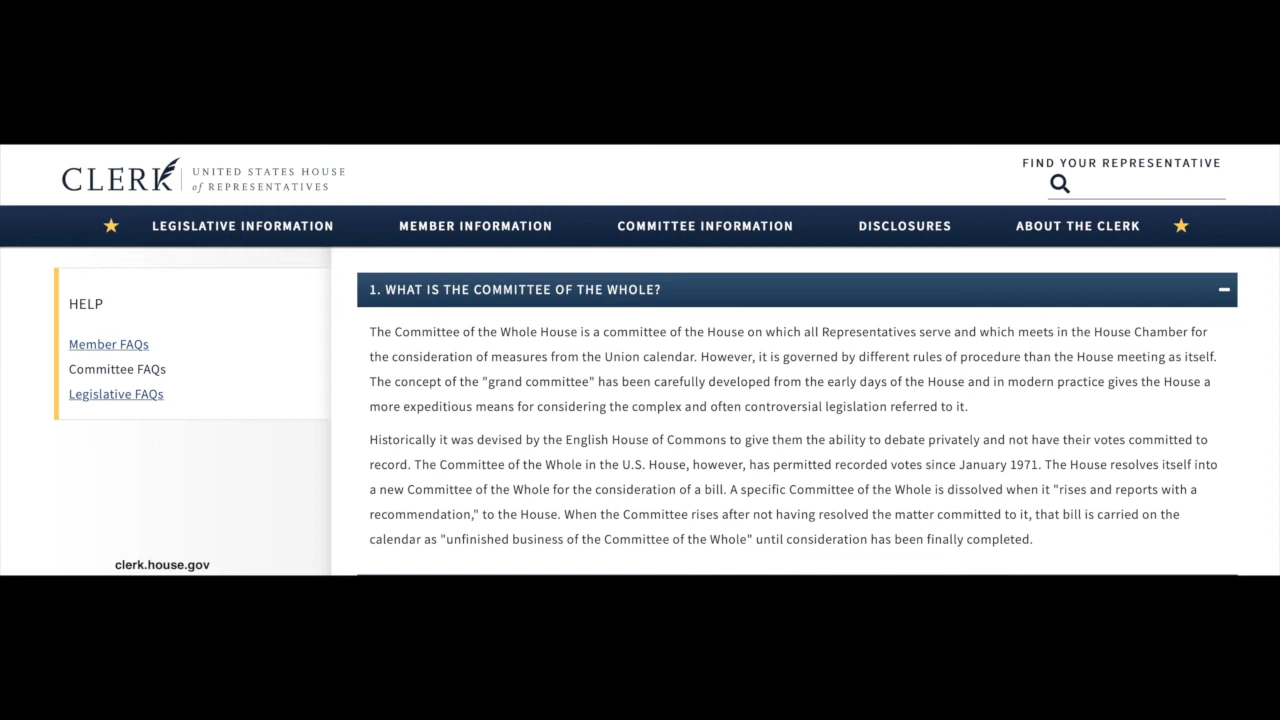 CLERK
UNITED STATES HOUSE
of REPRESENTATIVES
FIND YOUR REPRESENTATIVE
LEGISLATIVE INFORMATION
MEMBER INFORMATION
COMMITTEE INFORMATION
DISCLOSURES
ABOUT THE CLERK
HELP
Member FAQs
Committee FAQs
Legislative FAQs
clerk.house.gov
1. WHAT IS THE COMMITTEE OF THE WHOLE?
The Committee of the Whole House is a committee of the House on which all Representatives serve and which meets in the House Chamber for
the consideration of measures from the Union calendar. However, it is governed by different rules of procedure than the House meeting as itself.
The concept of the "grand committee" has been carefully developed from the early days of the House and in modern practice gives the House a
more expeditious means for considering the complex and often controversial legislation referred to it.
Historically it was devised by the English House of Commons to give them the ability to debate privately and not have their votes committed to
record. The Committee of the Whole in the U.S. House, however, has permitted recorded votes since January 1971. The House resolves itself into
a new Committee of the Whole for the consideration of a bill. A specific Committee of the Whole is dissolved when it "rises and reports with a
recommendation," to the House. When the Committee rises after not having resolved the matter committed to it, that bill is carried on the
calendar as "unfinished business of the Committee of the Whole" until consideration has been finally completed.